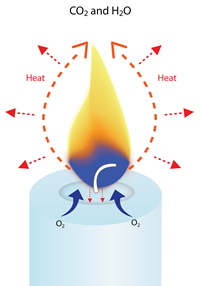 CO₂ and H₂O
Heat
Heat
O₂
O₂